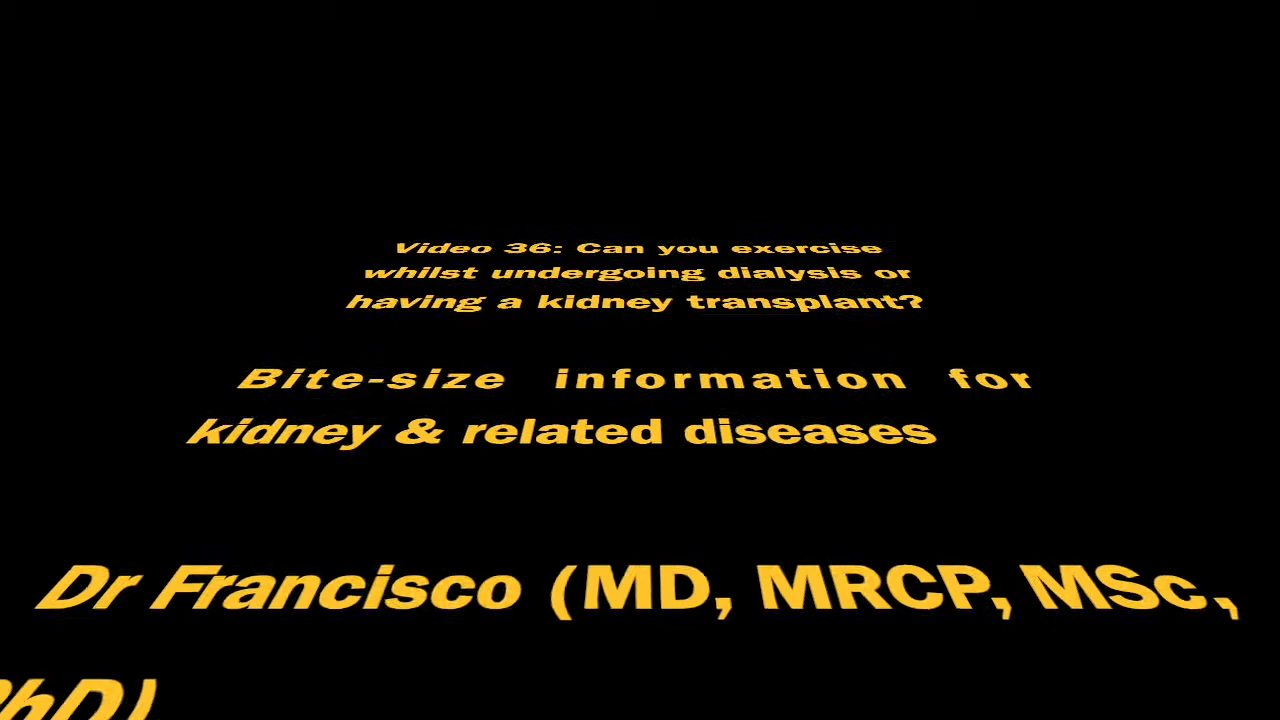 Video 36: Can you exercise
whilst undergoing dialysis or
having a kidney transplant?
Bite-size information for
kidney & related diseases
Dr Francisco (MD, MRCP, MSc,
PhD)